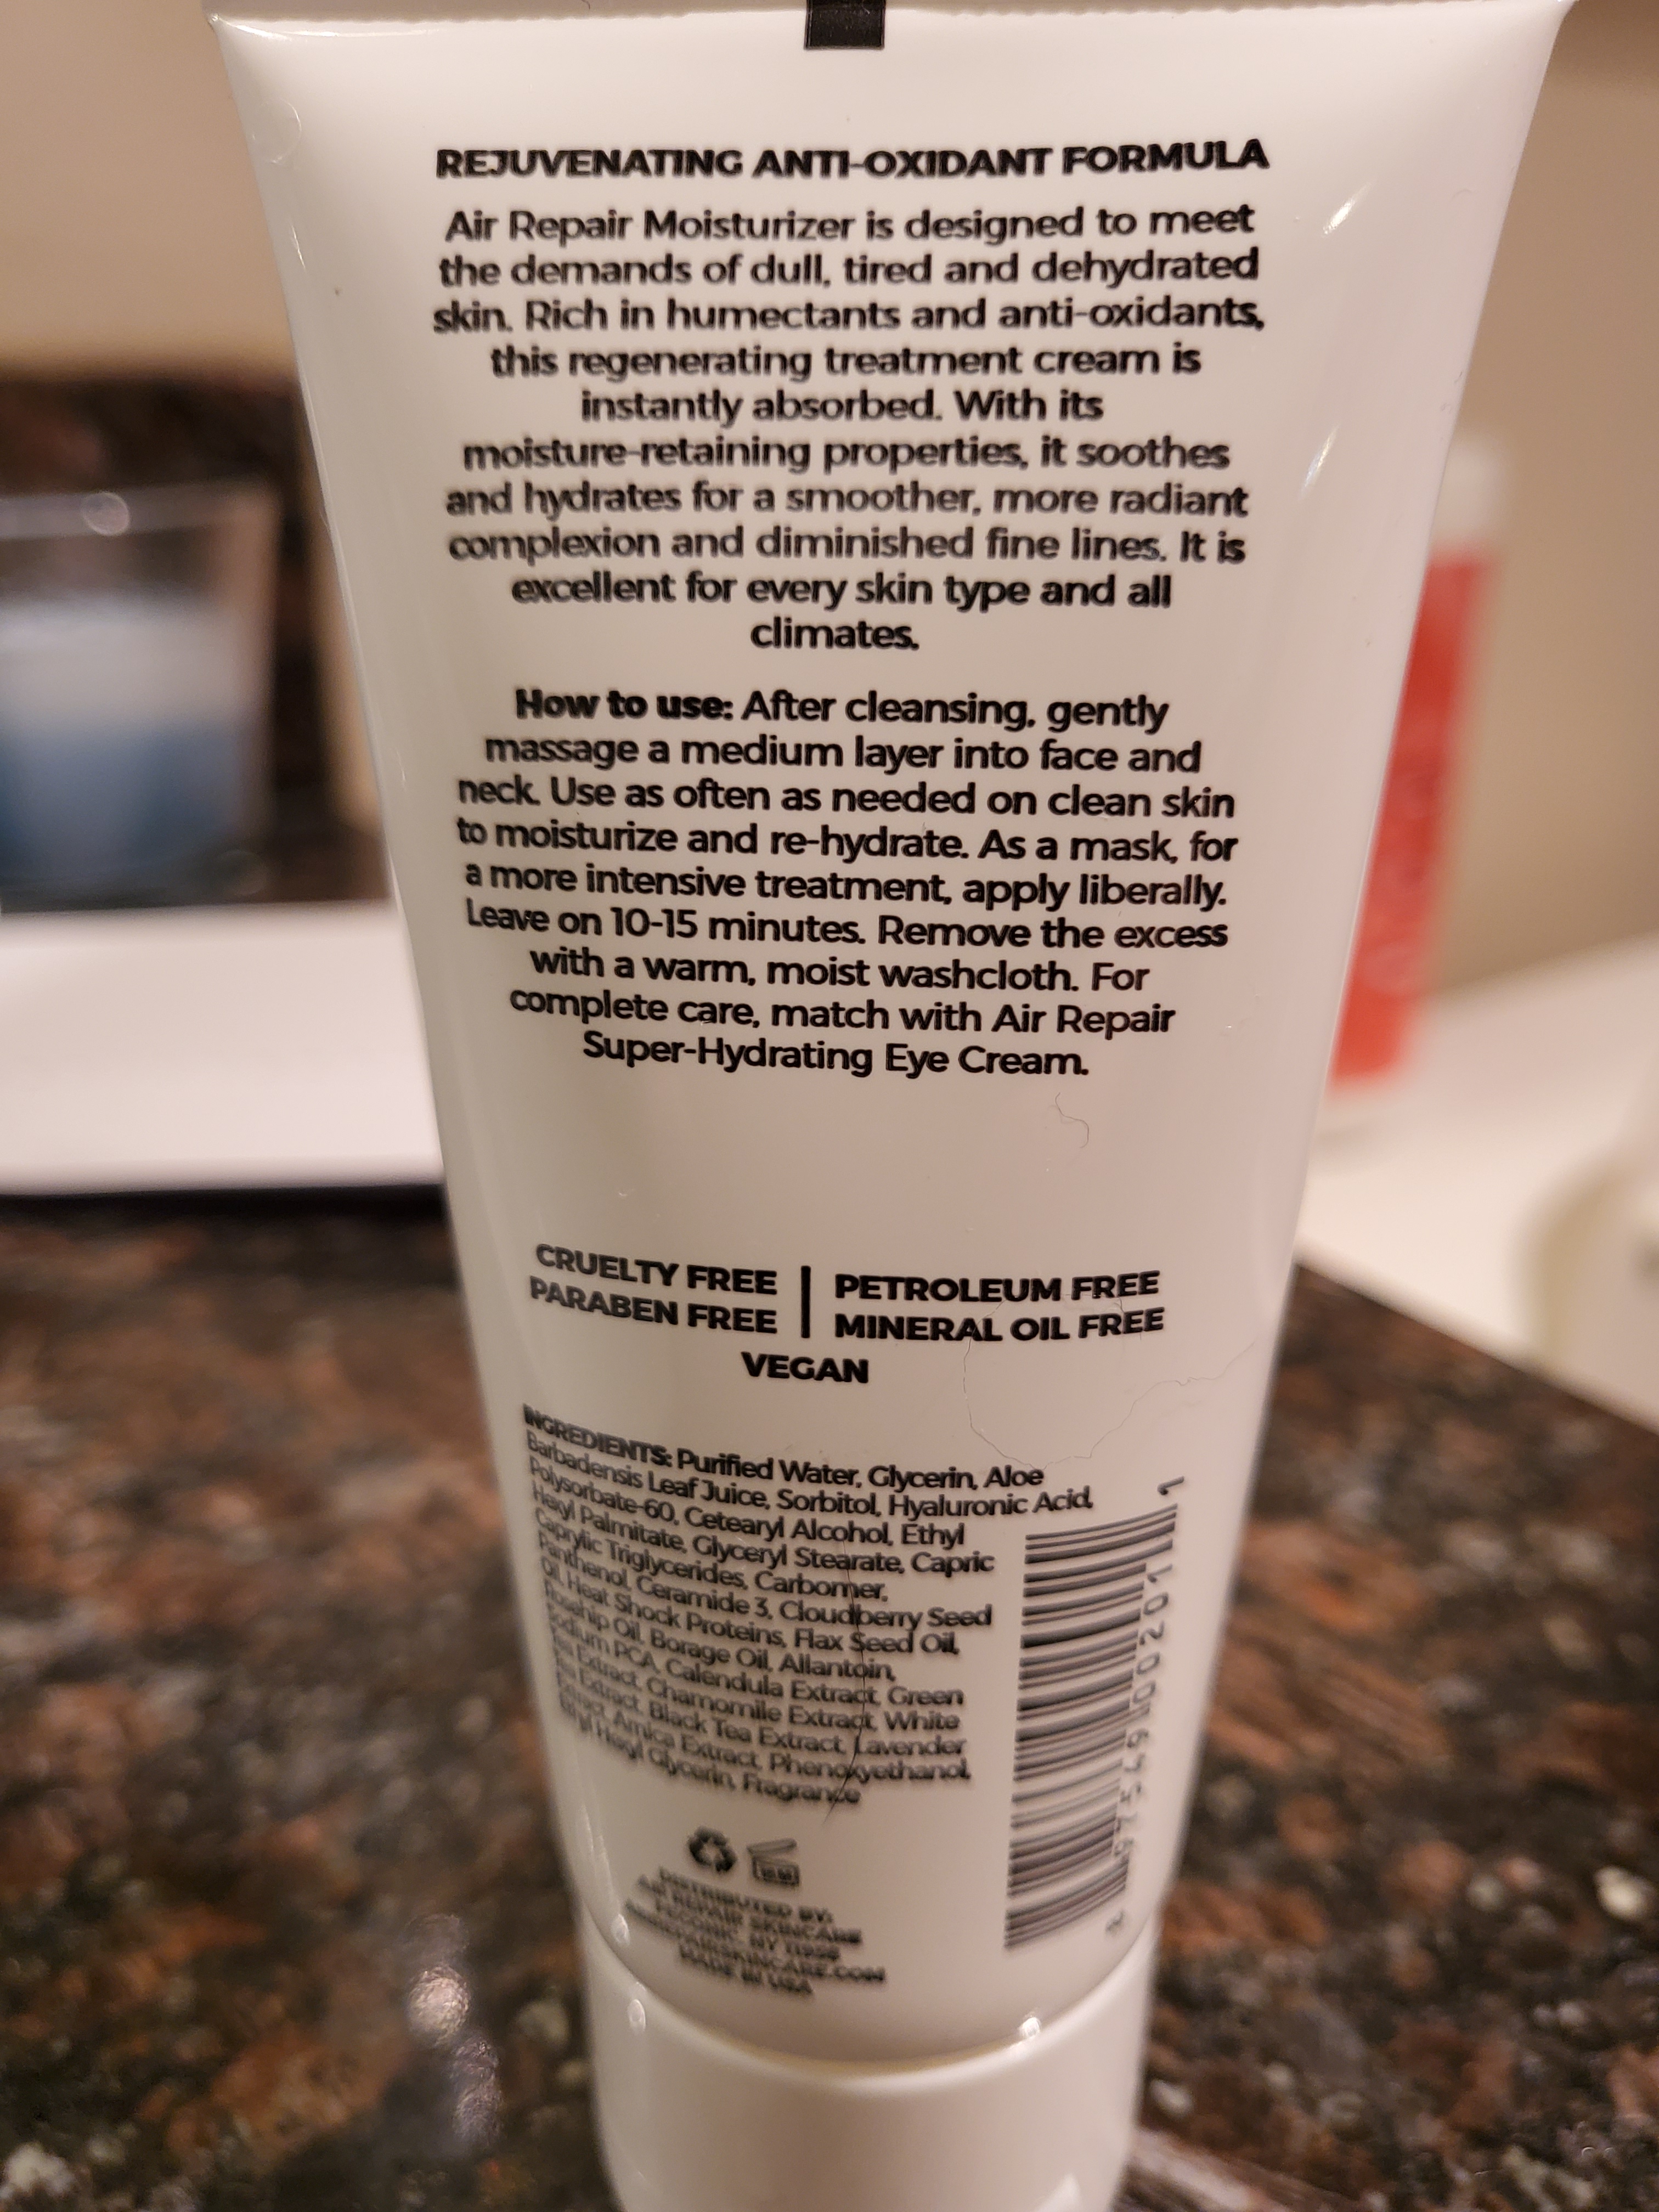 REJUVENATING ANTI-OXIDANT FORMULA
Air Repair Moisturizer is designed to meet
the demands of dull, tired and dehydrated
skin. Rich in humectants and anti-oxidants,
this regenerating treatment cream is
instantly absorbed. With its
moisture-retaining properties, it soothes
and hydrates for a smoother, more radiant
complexion and diminished fine lines. It is
excellent for every skin type and all
climates.
How to use: After cleansing, gently
massage a medium layer into face and
neck. Use as often as needed on clean skin
to moisturize and re-hydrate. As a mask, for
a more intensive treatment, apply liberally.
Leave on 10-15 minutes. Remove the excess
with a warm, moist washcloth. For
complete care, match with Air Repair
Super-Hydrating Eye Cream.
CRUELTY FREE | PETROLEUM FREE
PARABEN FREE | MINERAL OIL FREE
VEGAN
INGREDIENTS: Purified Water, Glycerin, Aloe
Barbadensis Leaf Juice, Sorbitol, Hyaluronic Acid,
Polysorbate-60, Cetearyl Alcohol, Ethyl
Hexyl Palmitate, Glyceryl Stearate, Capric
Caprylic Triglycerides, Carbomer,
Panthenol, Ceramide 3, Cloudberry Seed
Oil, Heat Shock Proteins, Flax Seed Oil,
Rosehip Oil, Borage Oil, Allantoin,
Sodium PCA, Calendula Extract, Green
Tea Extract, Chamomile Extract, White
Tea Extract, Black Tea Extract, Lavender
Extract, Arnica Extract, Phenoxyethanol,
Ethyl Hexyl Glycerin, Fragrance
DISTRIBUTED BY:
AIR REPAIR SKINCARE
PECONIC, NY 11958
AIRREPAIRSKINCARE.COM
MADE IN USA